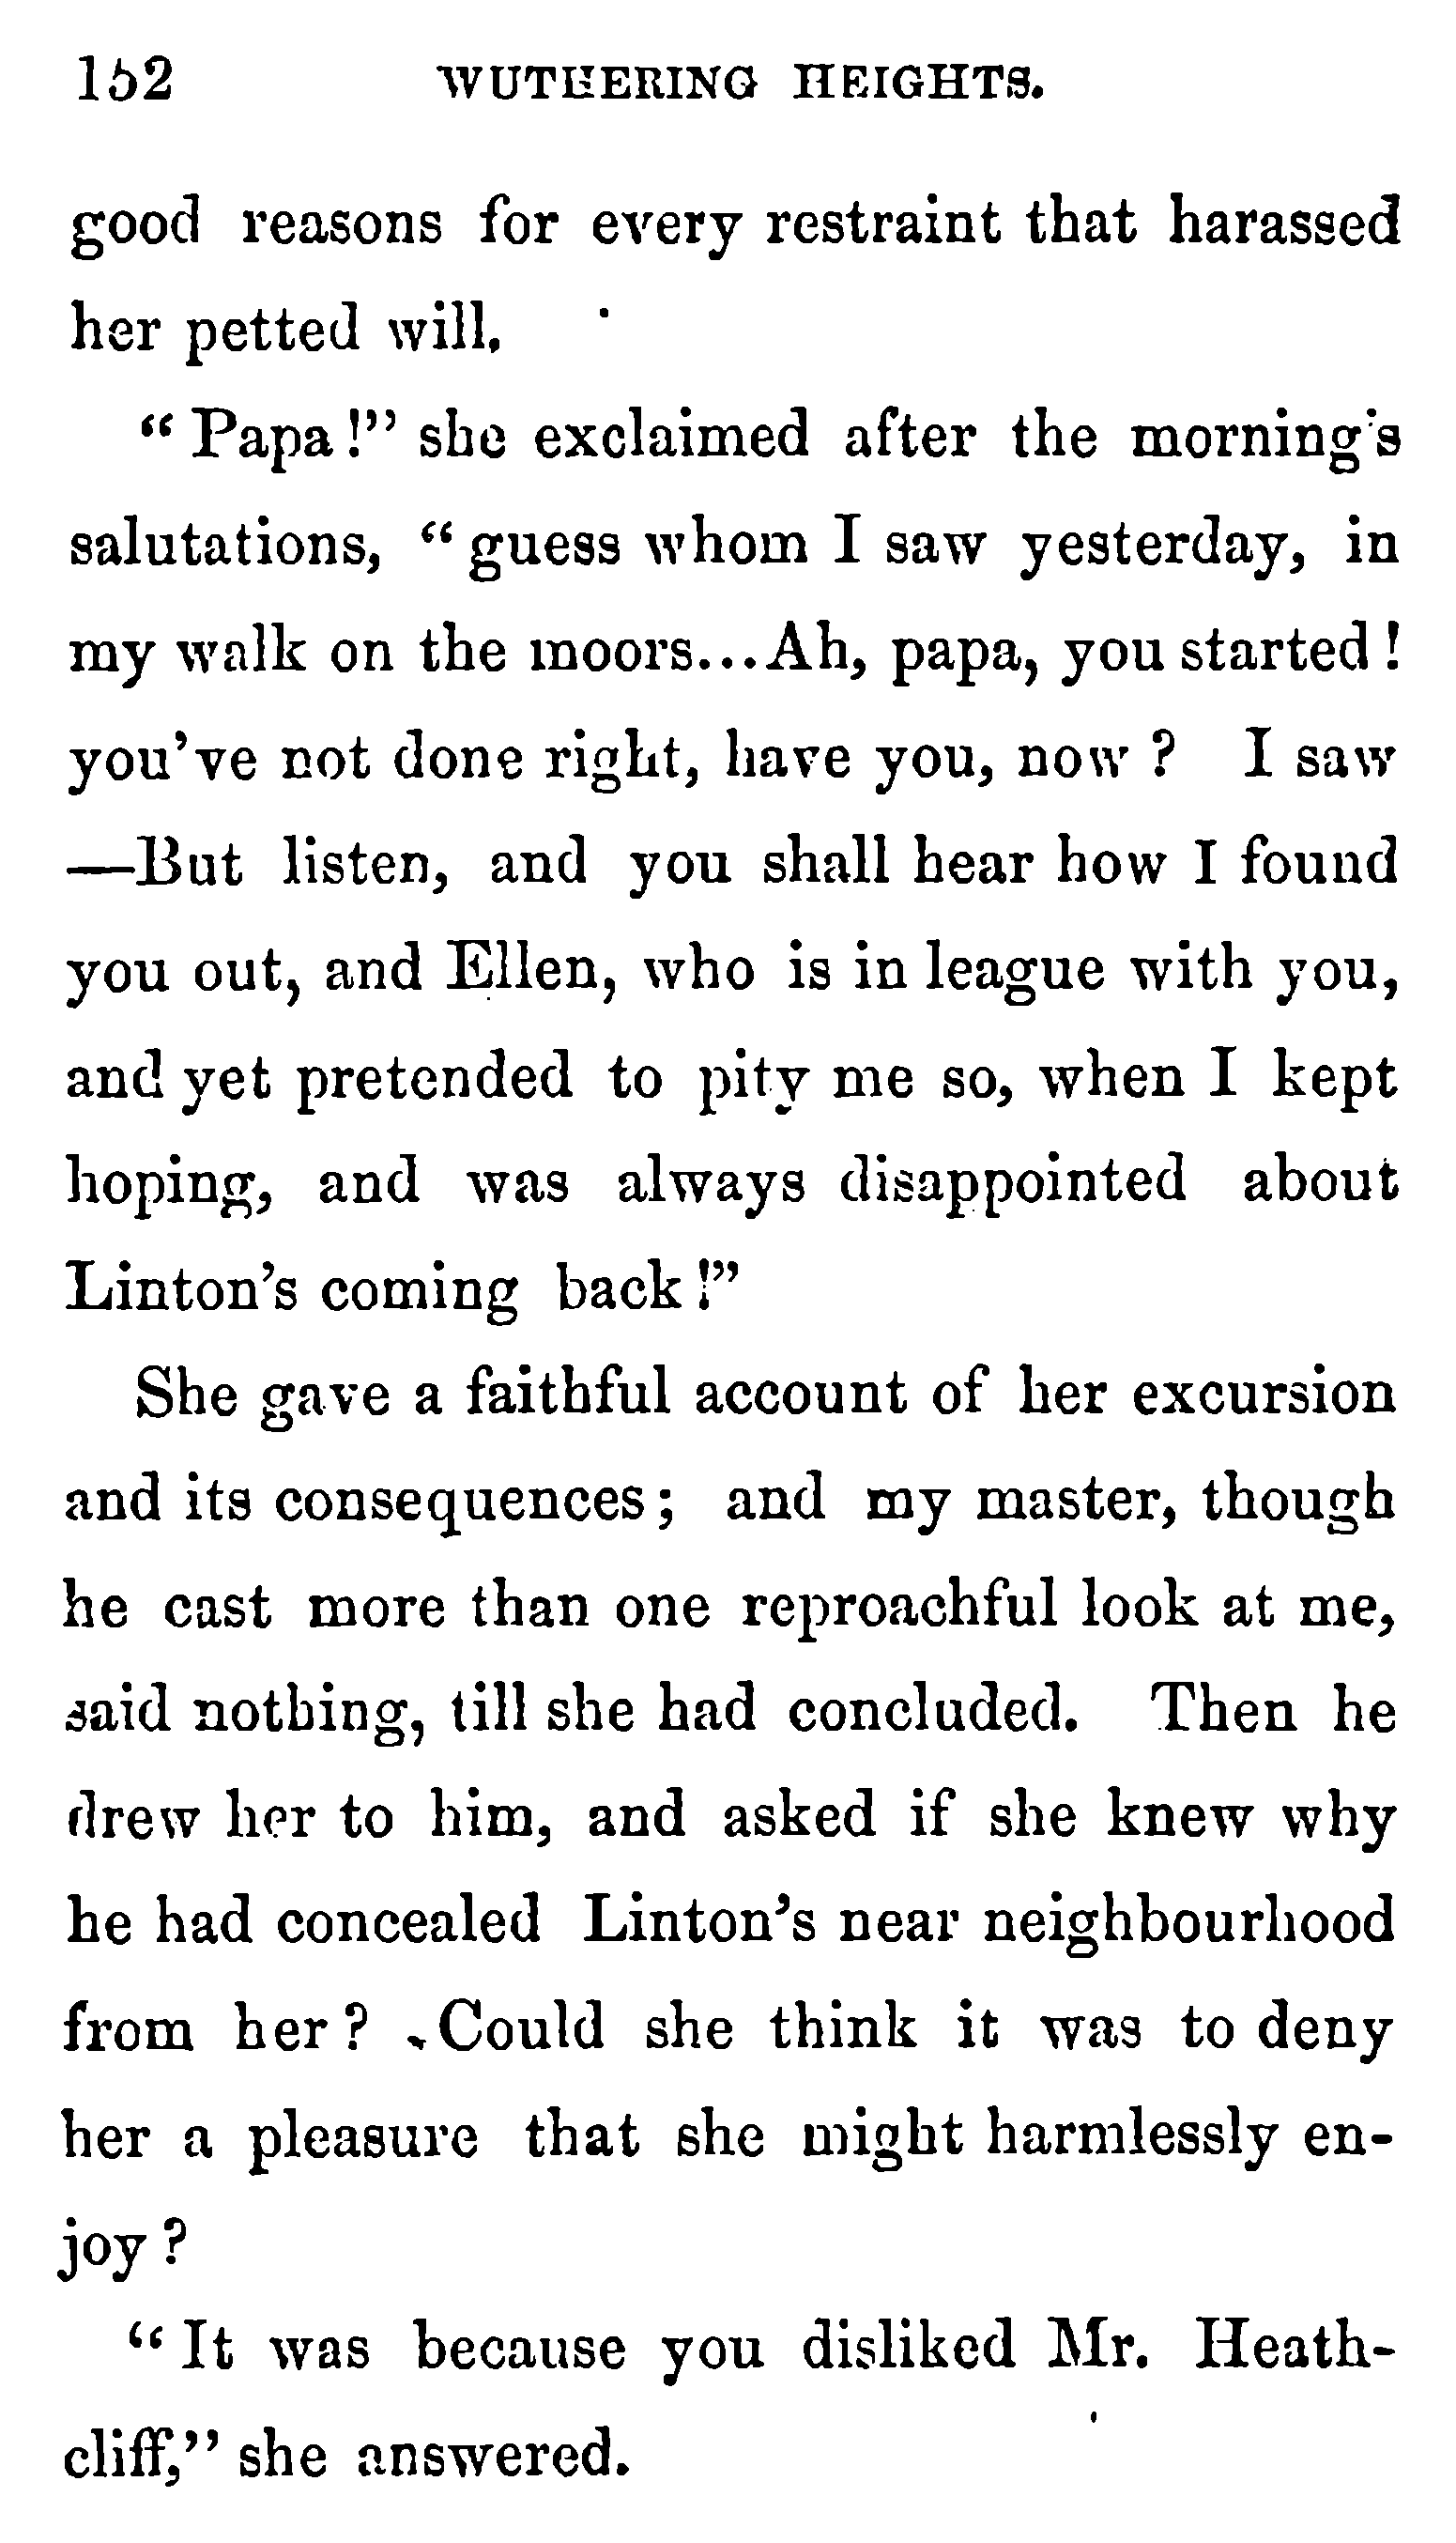 152 WUTHERING HEIGHTS.
good reasons for every restraint that harassed
her petted will.
“Papa!” she exclaimed after the morning's
salutations, “guess whom I saw yesterday, in
my walk on the moors...Ah, papa, you started!
you've not done right, have you, now? I saw
—But listen, and you shall hear how I found
you out, and Ellen, who is in league with you,
and yet pretended to pity me so, when I kept
hoping, and was always disappointed about
Linton's coming back!”
She gave a faithful account of her excursion
and its consequences; and my master, though
he cast more than one reproachful look at me,
said nothing, till she had concluded. Then he
drew her to him, and asked if she knew why
he had concealed Linton's near neighbourhood
from her? Could she think it was to deny
her a pleasure that she might harmlessly en-
joy?
“It was because you disliked Mr. Heath-
cliff,” she answered.